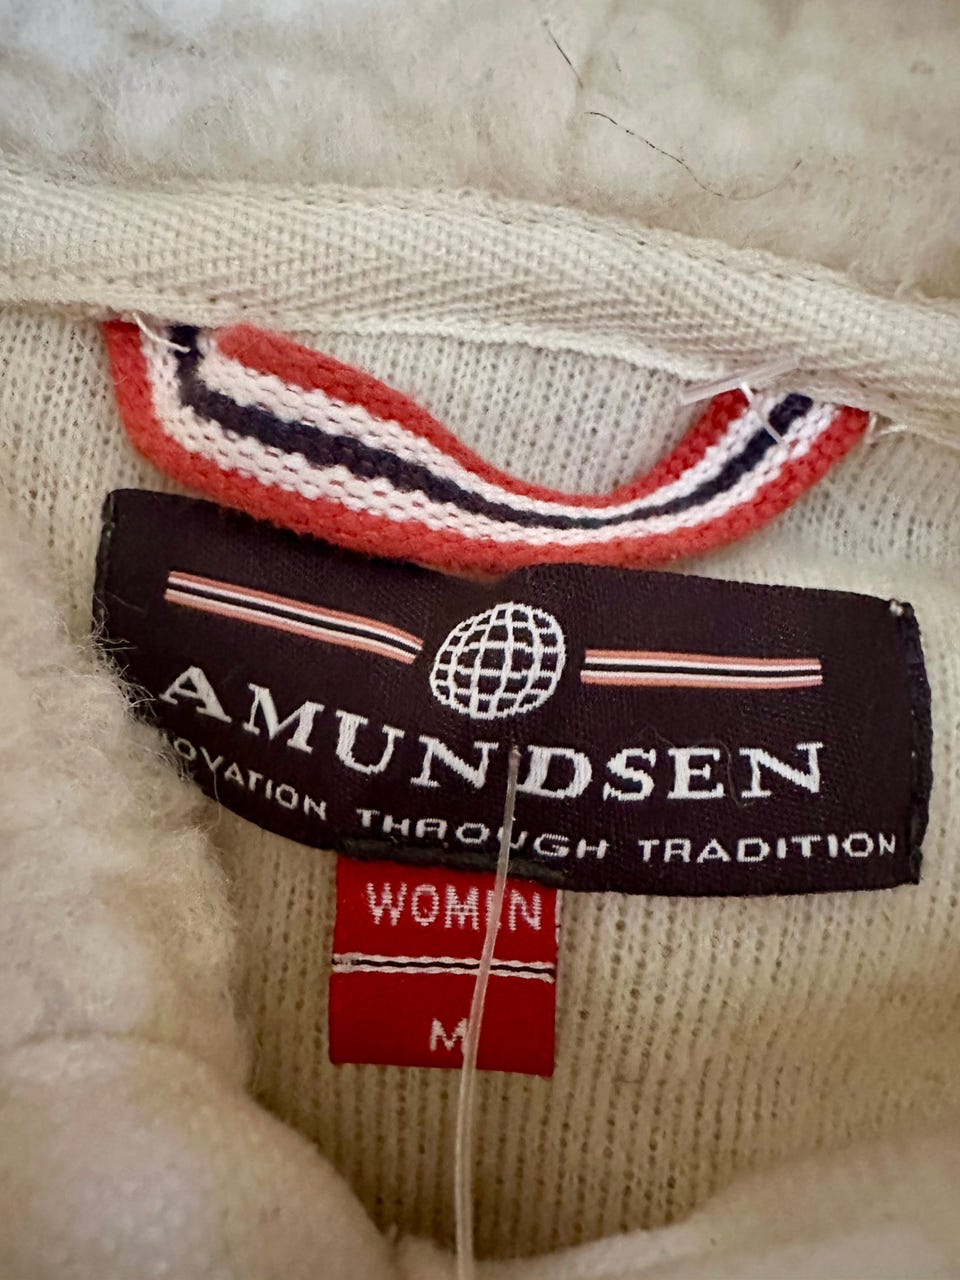 AMUNDSEN
OVATION THROUGH TRADITION
WOMEN
M